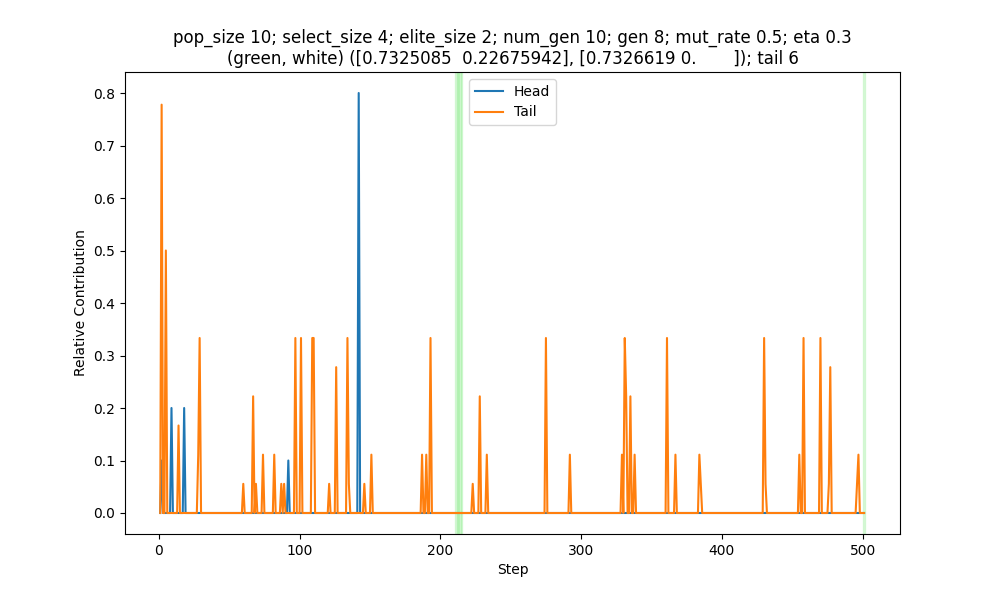 pop_size 10; select_size 4; elite_size 2; num_gen 10; gen 8; mut_rate 0.5; eta 0.3
(green, white) ([0.7325085  0.22675942], [0.7326619 0.        ]); tail 6
Head
Tail
0.8
0.7
0.6
0.5
0.4
0.3
0.2
0.1
0.0
Relative Contribution
0 100 200 300 400 500
Step